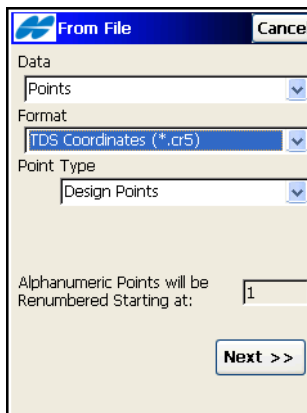 From File
Cance
Data
Points
Format
TDS Coordinates (*.cr5)
Point Type
Design Points
Alphanumeric Points will be
Renumbered Starting at:
1
Next >>